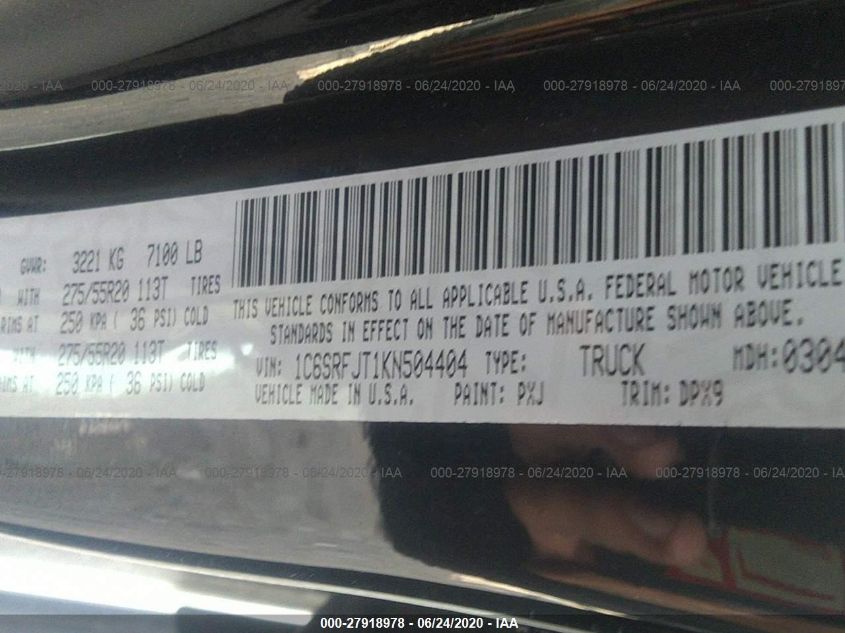 000-27918978 - 06/24/2020 - IAA 000-27918978 - 06/24/2020 - IAA 000-27918978 - 06/24/2020 - IAA
GVWR: 3221 KG 7100 LB
WITH 275/55R20 113T TIRES
RIMS AT 250 KPA ( 36 PSI) COLD
WITH 275/55R20 113T TIRES
AT 250 KPA ( 36 PSI) COLD
THIS VEHICLE CONFORMS TO ALL APPLICABLE U.S.A. FEDERAL MOTOR VEHICLE
STANDARDS IN EFFECT ON THE DATE OF MANUFACTURE SHOWN ABOVE.
VIN: 1C6SRFJT1KN504404 TYPE: TRUCK MDH:0304
VEHICLE MADE IN U.S.A. PAINT: PXJ TRIM: DPX9
000-27918978 - 06/24/2020 - IAA 000-27918978 - 06/24/2020 - IAA 000-27918978 - 06/24/2020 - IAA
000-27918978 - 06/24/2020 - IAA